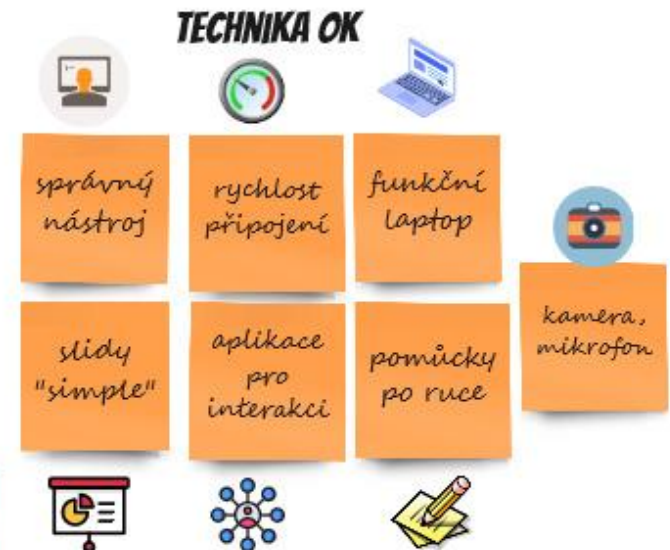 TECHNIKA OK
správný
nástroj
rychlost
připojení
funkční
laptop
kamera,
mikrofon
slidy
"simple"
aplikace
pro
interakci
pomůcky
po ruce